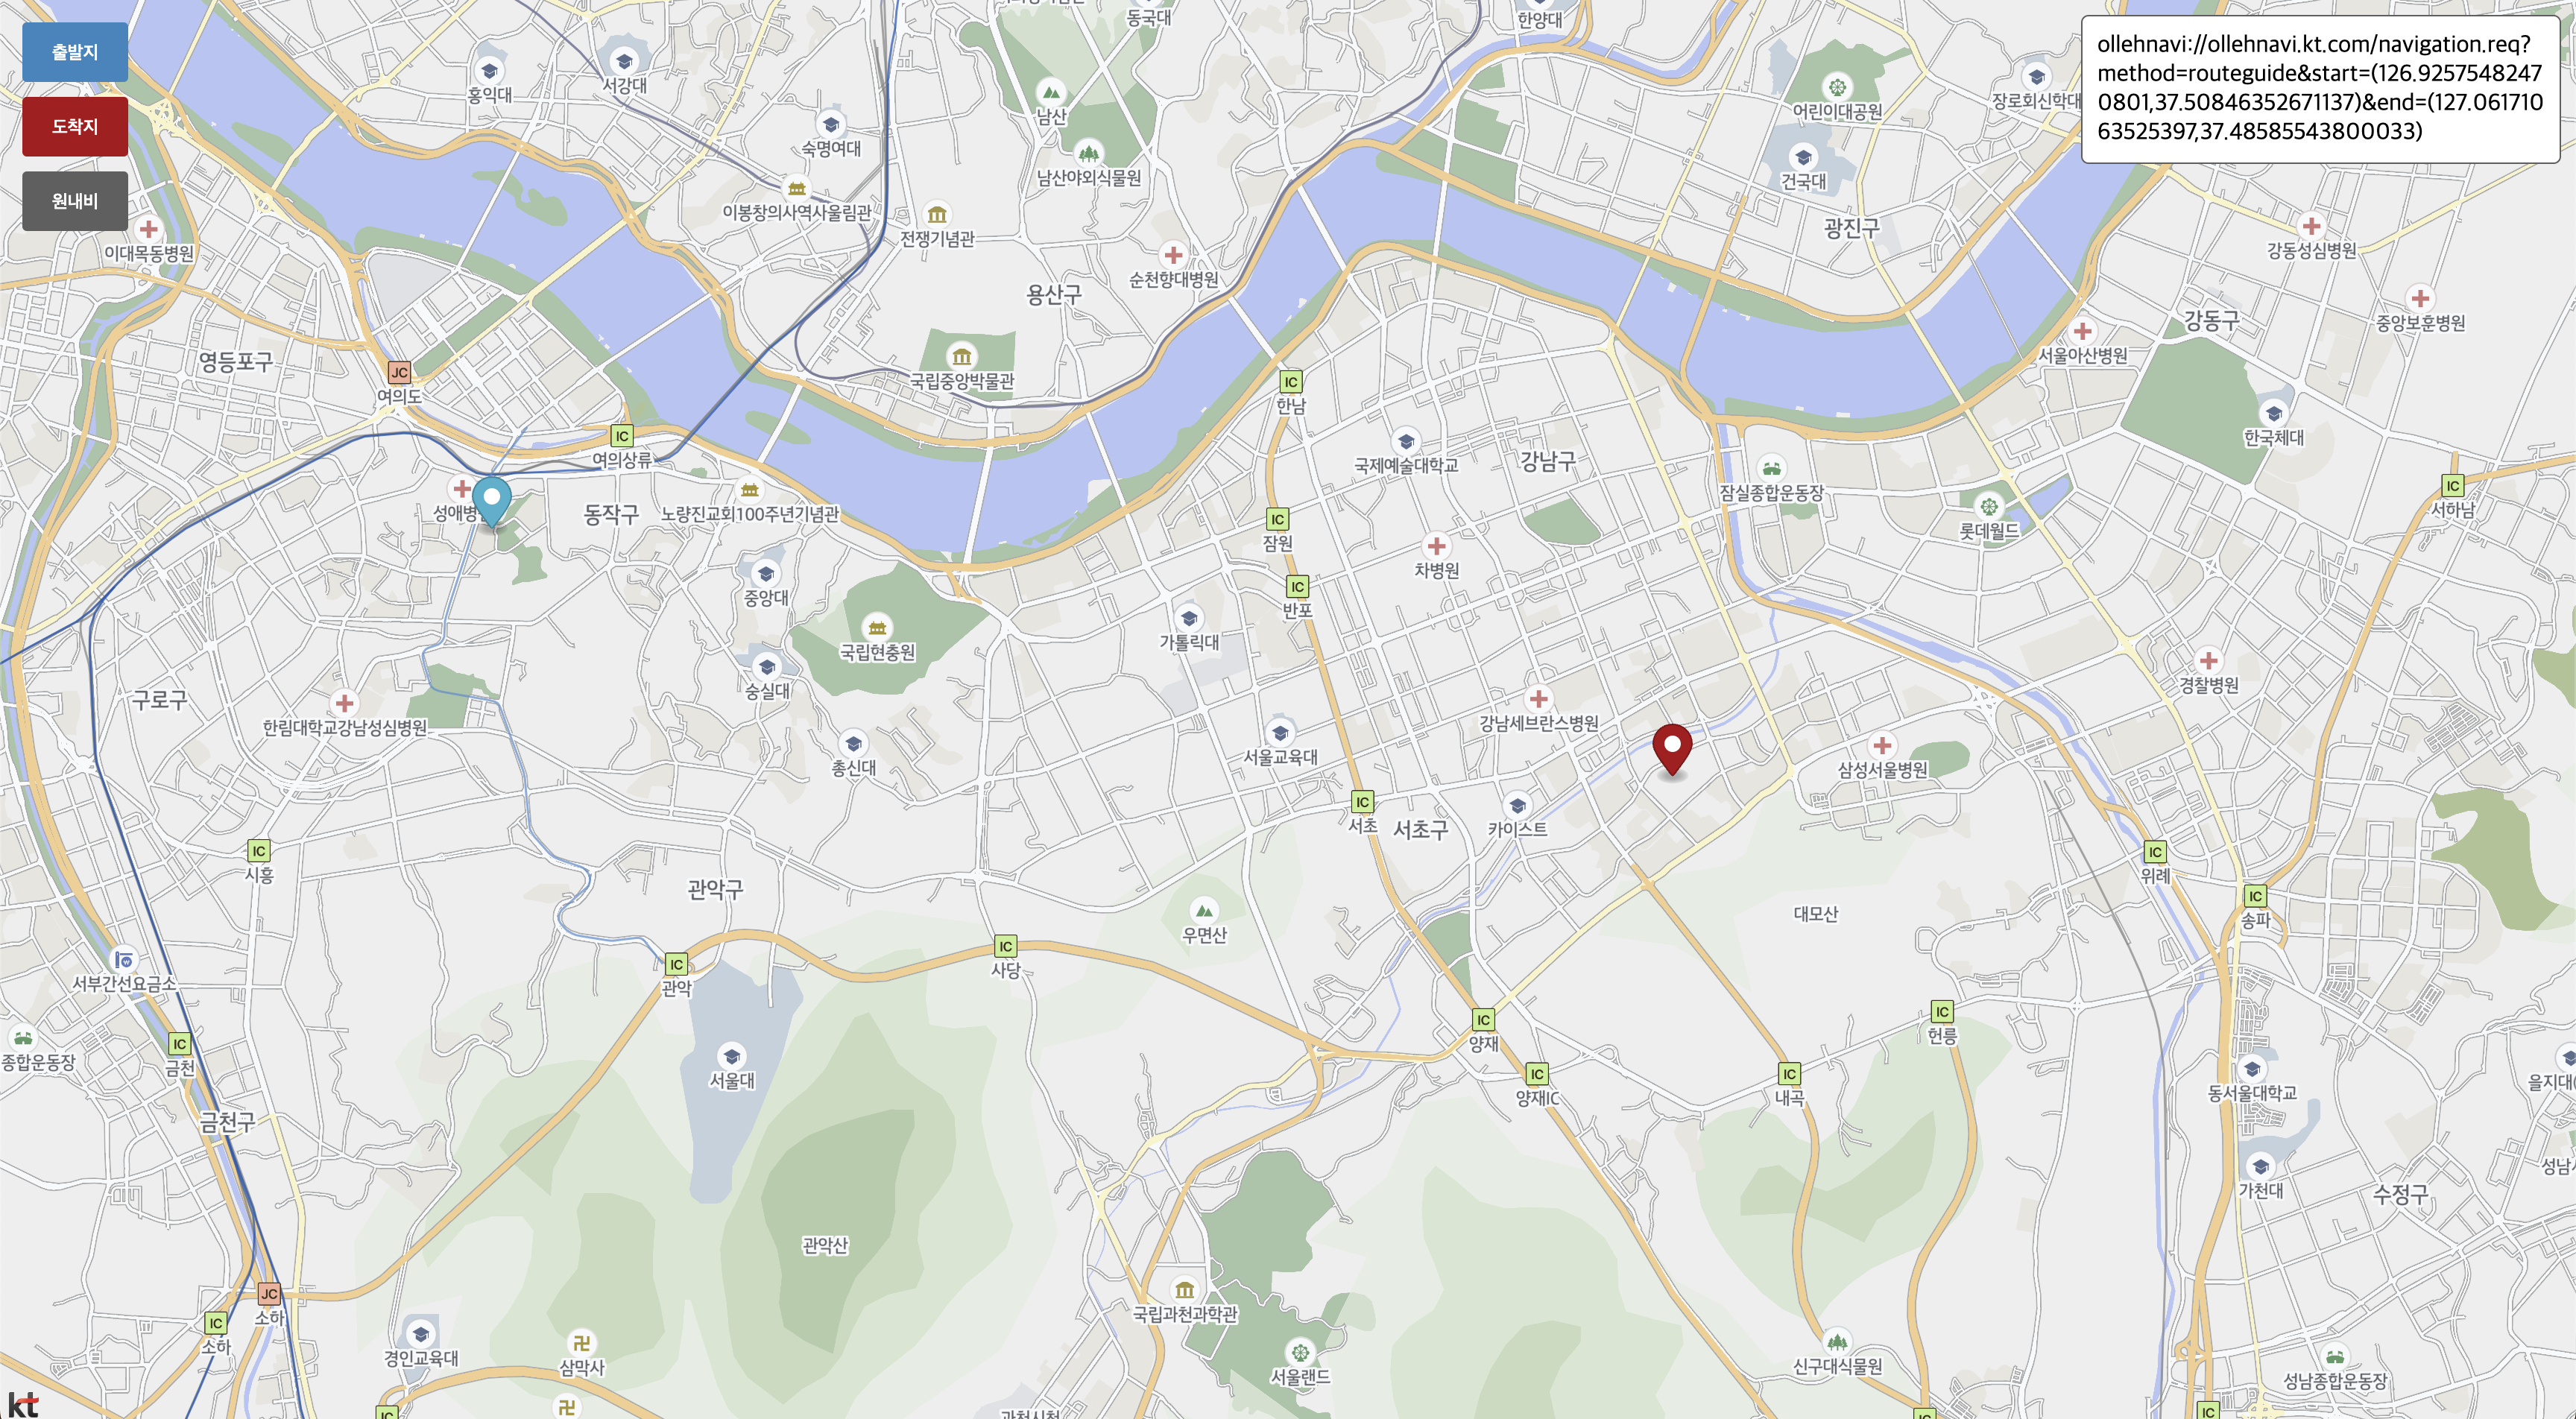 출발지
도착지
원내비
ollehnavi://ollehnavi.kt.com/navigation.req?
method=routeguide&start=(126.9257548247
0801,37.50846352671137)&end=(127.061710
63525397,37.48585543800033)
동국대
한양대
홍익대
서강대
남산
어린이대공원
장로회신학대
숙명여대
남산야외식물원
건국대
이봉창의사역사울림관
전쟁기념관
광진구
이대목동병원
순천향대병원
강동성심병원
용산구
강동구
중앙보훈병원
영등포구
서울아산병원
JC
여의도
국립중앙박물관
IC
한남
IC
여의상류
국제예술대학교
강남구
한국체대
잠실종합운동장
IC
서하남
성애병
동작구
노량진교회100주년기념관
IC
잠원
롯데월드
차병원
중앙대
IC
반포
가톨릭대
국립현충원
숭실대
경찰병원
구로구
한림대학교강남성심병원
강남세브란스병원
서울교육대
총신대
삼성서울병원
IC
서초
서초구
카이스트
IC
시흥
IC
위례
관악구
IC
송파
대모산
우면산
IC
관악
IC
사당
서부간선요금소
IC
양재
IC
헌릉
IC
금천
종합운동장
서울대
IC
양재IC
IC
내곡
동서울대학교
을지대
금천구
성남
가천대
수정구
관악산
JC
소하
IC
소하
국립과천과학관
경인교육대
삼막사
서울랜드
신구대식물원
성남종합운동장
IC
IC
IC
kt